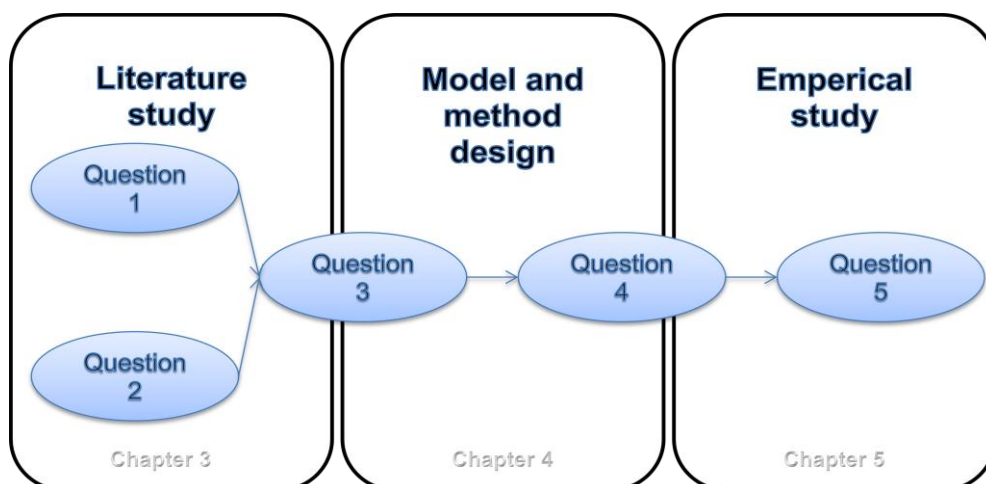 Literature
study
Question
1
Question
2
Chapter 3
Model and
method
design
Question
3
Question
4
Chapter 4
Emperical
study
Question
5
Chapter 5